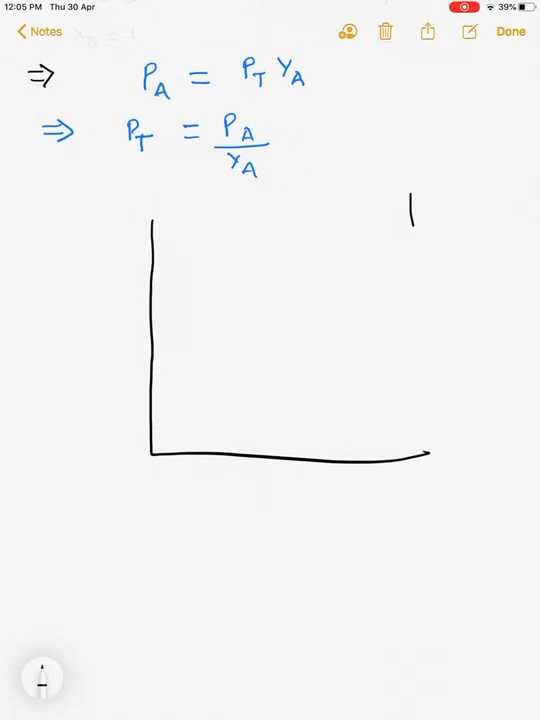 12:05 PM Thu 30 Apr 39%
Notes Done
⇒ P_A = P_T Y_A
⇒ P_T = P_A / Y_A